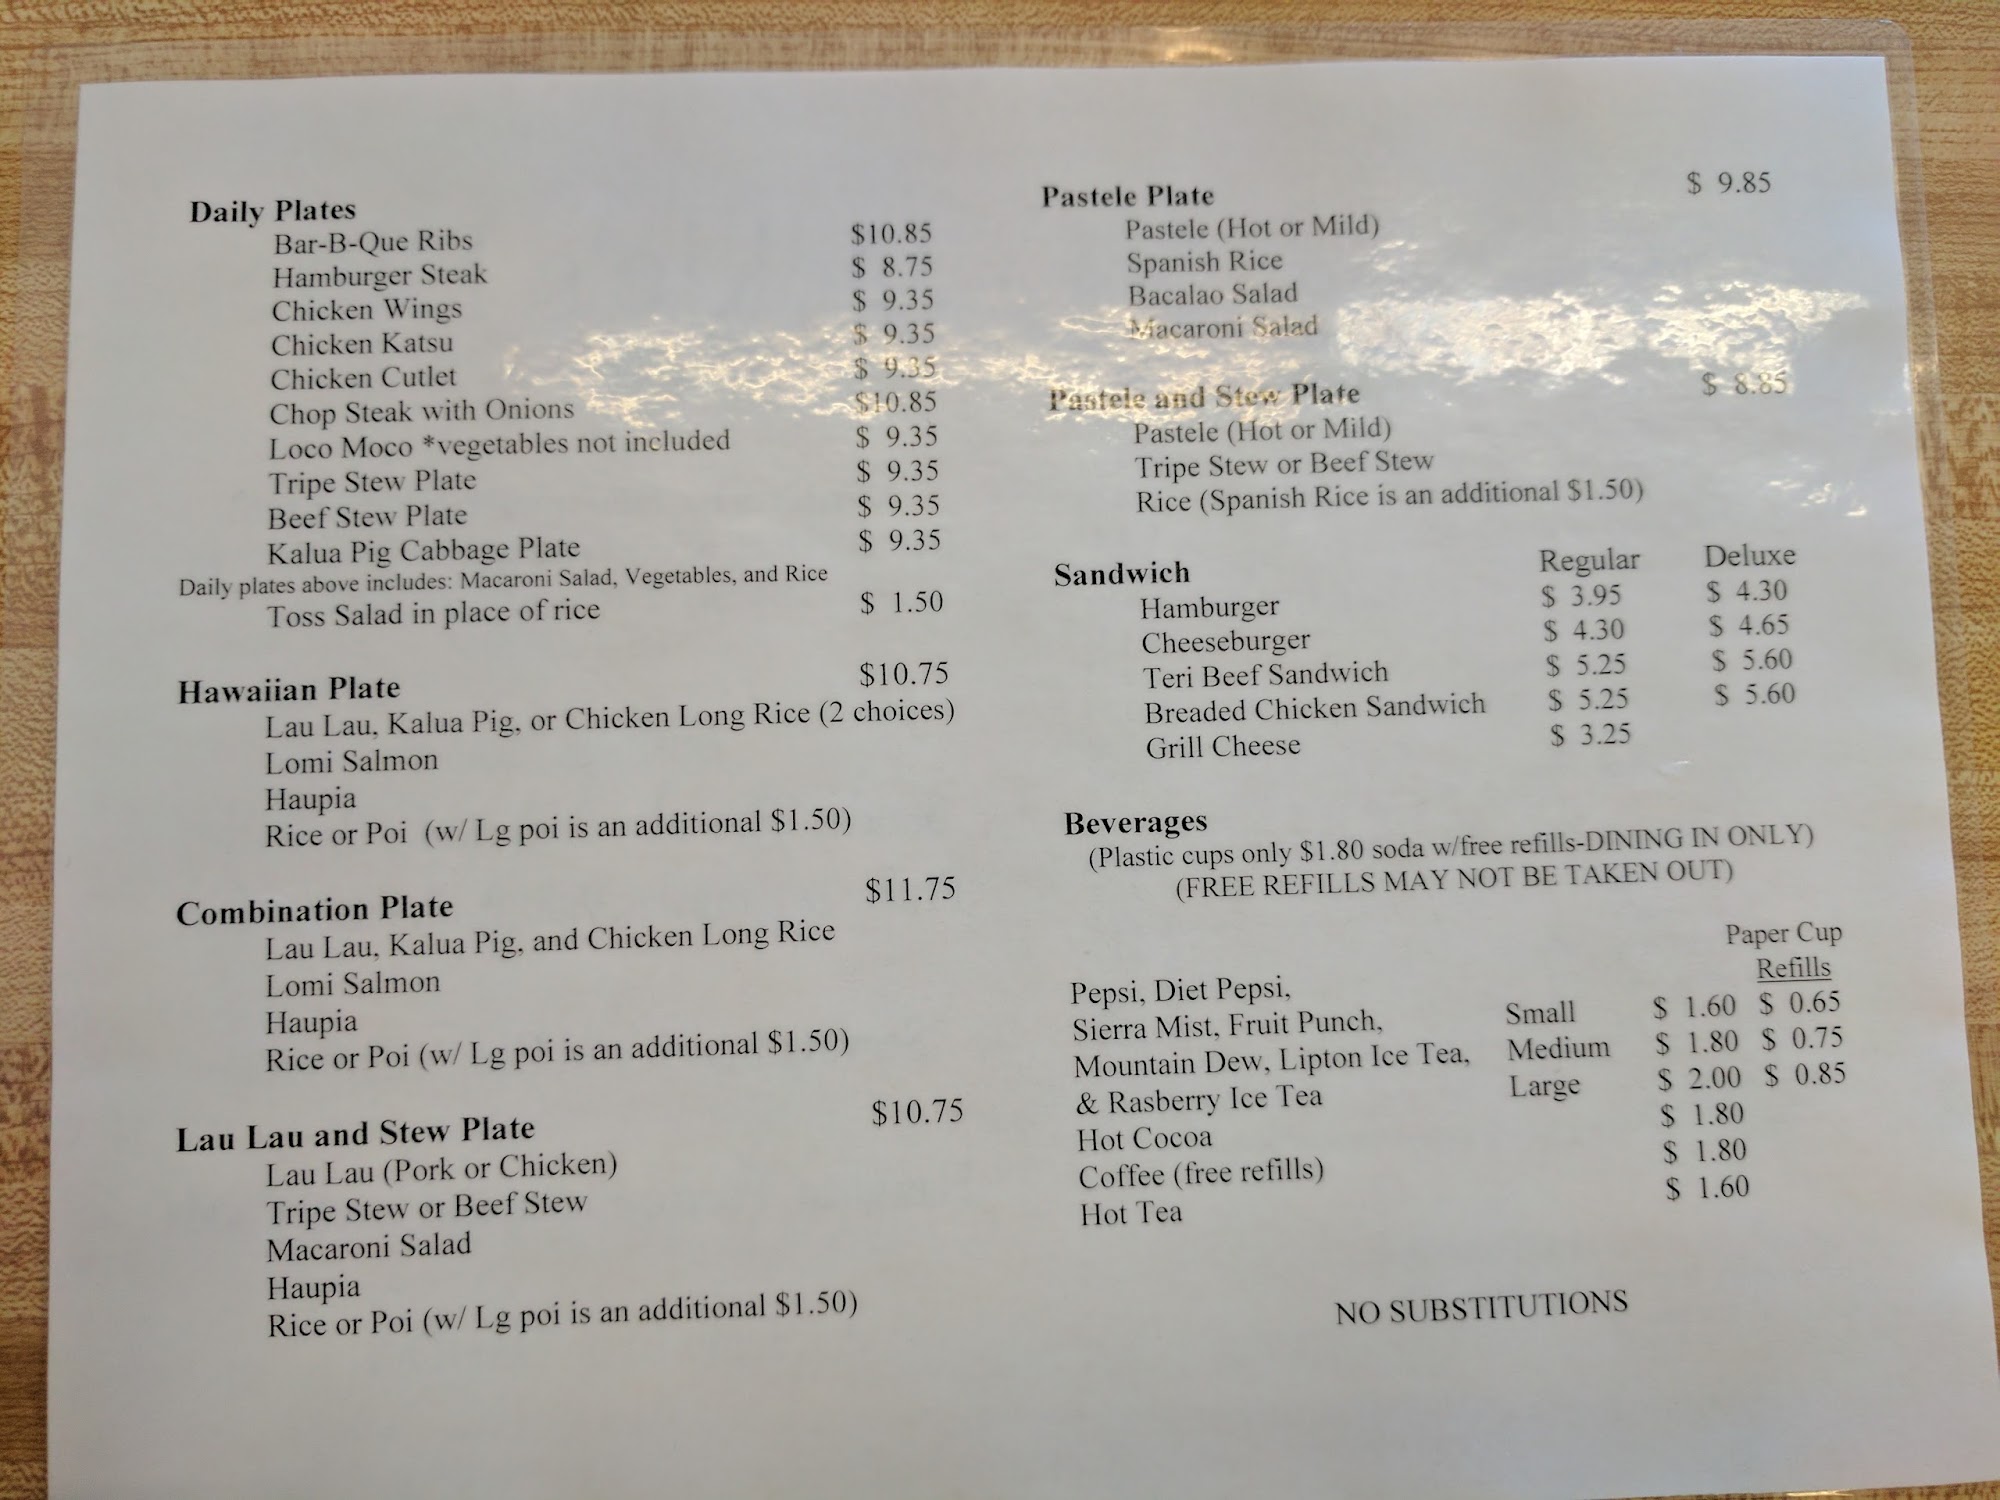 Daily Plates
Bar-B-Que Ribs $10.85
Hamburger Steak $ 8.75
Chicken Wings $ 9.35
Chicken Katsu $ 9.35
Chicken Cutlet $ 9.35
Chop Steak with Onions $10.85
Loco Moco *vegetables not included $ 9.35
Tripe Stew Plate $ 9.35
Beef Stew Plate $ 9.35
Kalua Pig Cabbage Plate $ 9.35
Daily plates above includes: Macaroni Salad, Vegetables, and Rice
Toss Salad in place of rice $ 1.50
Hawaiian Plate $10.75
Lau Lau, Kalua Pig, or Chicken Long Rice (2 choices)
Lomi Salmon
Haupia
Rice or Poi (w/ Lg poi is an additional $1.50)
Combination Plate $11.75
Lau Lau, Kalua Pig, and Chicken Long Rice
Lomi Salmon
Haupia
Rice or Poi (w/ Lg poi is an additional $1.50)
Lau Lau and Stew Plate $10.75
Lau Lau (Pork or Chicken)
Tripe Stew or Beef Stew
Macaroni Salad
Haupia
Rice or Poi (w/ Lg poi is an additional $1.50)
Pastele Plate $ 9.85
Pastele (Hot or Mild)
Spanish Rice
Bacalao Salad
Macaroni Salad
Pastele and Stew Plate $ 8.85
Pastele (Hot or Mild)
Tripe Stew or Beef Stew
Rice (Spanish Rice is an additional $1.50)
Sandwich Regular Deluxe
Hamburger $ 3.95 $ 4.30
Cheeseburger $ 4.30 $ 4.65
Teri Beef Sandwich $ 5.25 $ 5.60
Breaded Chicken Sandwich $ 5.25 $ 5.60
Grill Cheese $ 3.25
Beverages
(Plastic cups only $1.80 soda w/free refills-DINING IN ONLY)
(FREE REFILLS MAY NOT BE TAKEN OUT)
Paper Cup
Refills
Pepsi, Diet Pepsi,
Sierra Mist, Fruit Punch, Small $ 1.60 $ 0.65
Mountain Dew, Lipton Ice Tea, Medium $ 1.80 $ 0.75
& Rasberry Ice Tea Large $ 2.00 $ 0.85
Hot Cocoa $ 1.80
Coffee (free refills) $ 1.80
Hot Tea $ 1.60
NO SUBSTITUTIONS